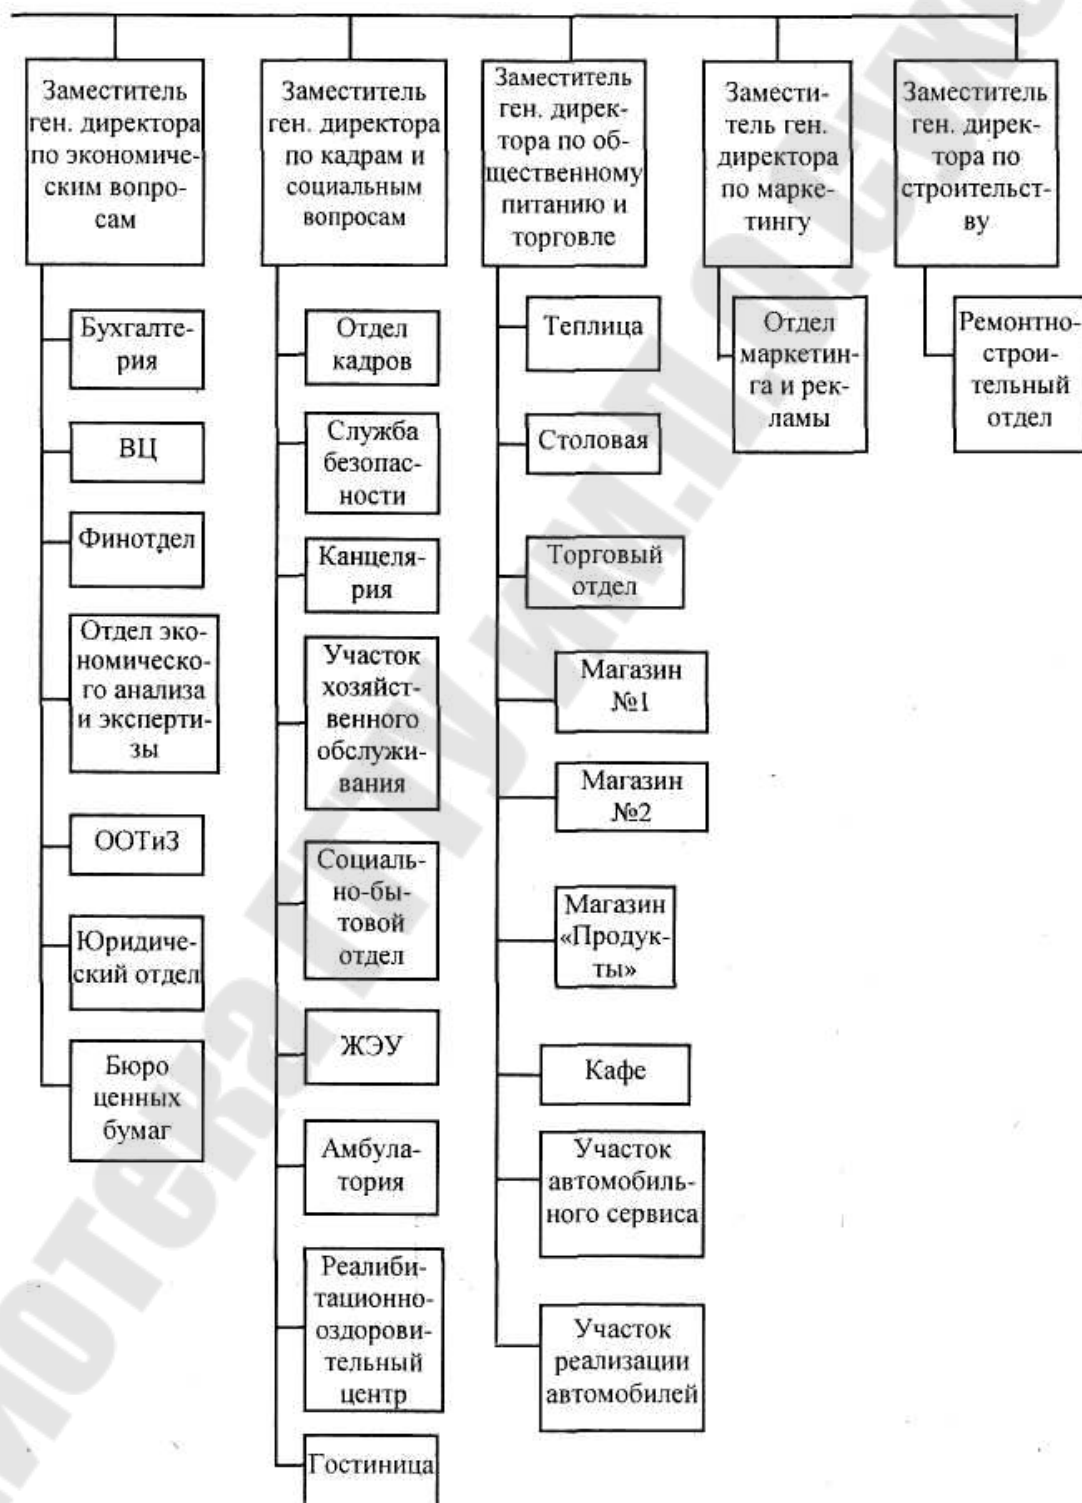 Заместитель
ген. директора
по экономиче-
ским вопро-
сам
Заместитель
ген. директора
по кадрам и
социальным
вопросам
Заместитель
ген. дирек-
тора по об-
щественному
питанию и
торговле
Замести-
тель ген.
директора
по марке-
тингу
Заместитель
ген. дирек-
тора по
строительст-
ву
Бухгалте-
рия
ВЦ
Финотдел
Отдел эко-
номическо-
го анализа
и эксперти-
зы
ООТиЗ
Юридиче-
ский отдел
Бюро
ценных
бумаг
Отдел
кадров
Служба
безопас-
ности
Канцеля-
рия
Участок
хозяйст-
венного
обслужи-
вания
Социаль-
но-бы-
товой
отдел
ЖЭУ
Амбула-
тория
Реалиби-
тационно-
оздорови-
тельный
центр
Гостиница
Теплица
Столовая
Торговый
отдел
Магазин
№1
Магазин
№2
Магазин
«Продук-
ты»
Кафе
Участок
автомобиль-
ного сервиса
Участок
реализации
автомобилей
Отдел
маркетин-
га и рек-
ламы
Ремонтно-
строи-
тельный
отдел